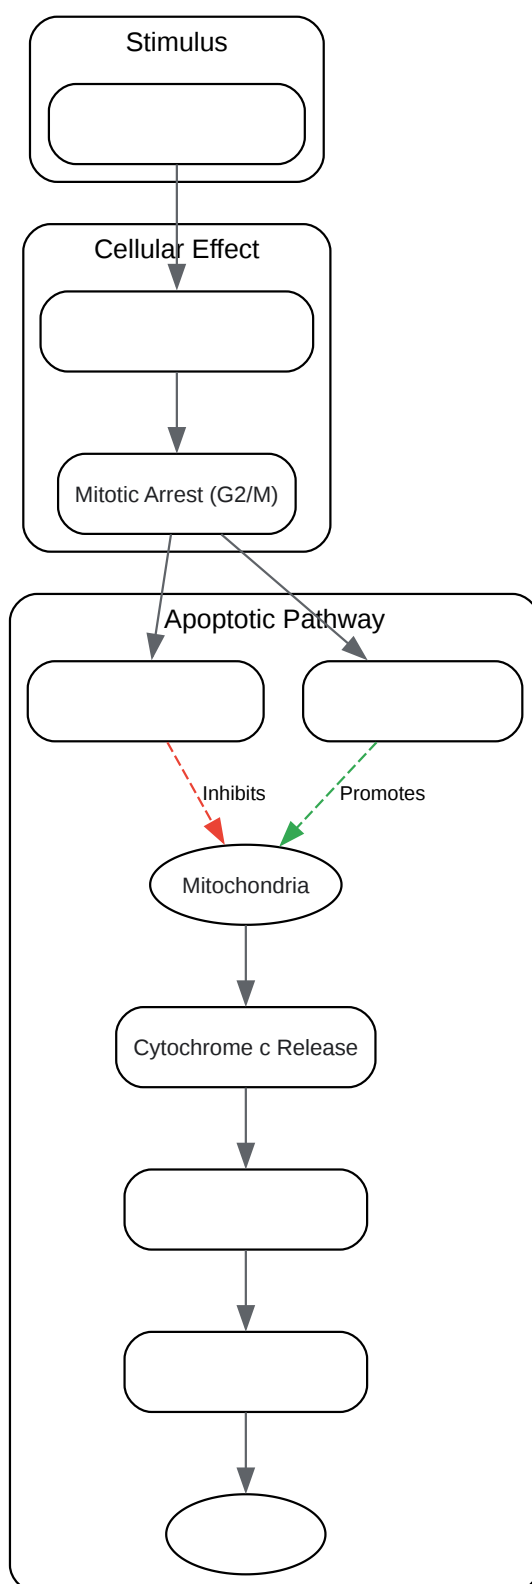 Stimulus
Cellular Effect
Mitotic Arrest (G2/M)
Apoptotic Pathway
Inhibits
Promotes
Mitochondria
Cytochrome c Release